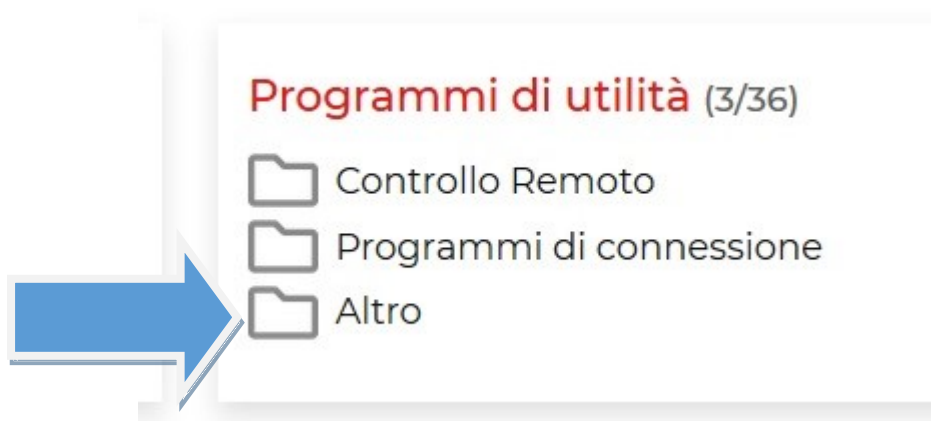 Programmi di utilità (3/36)
Controllo Remoto
Programmi di connessione
Altro